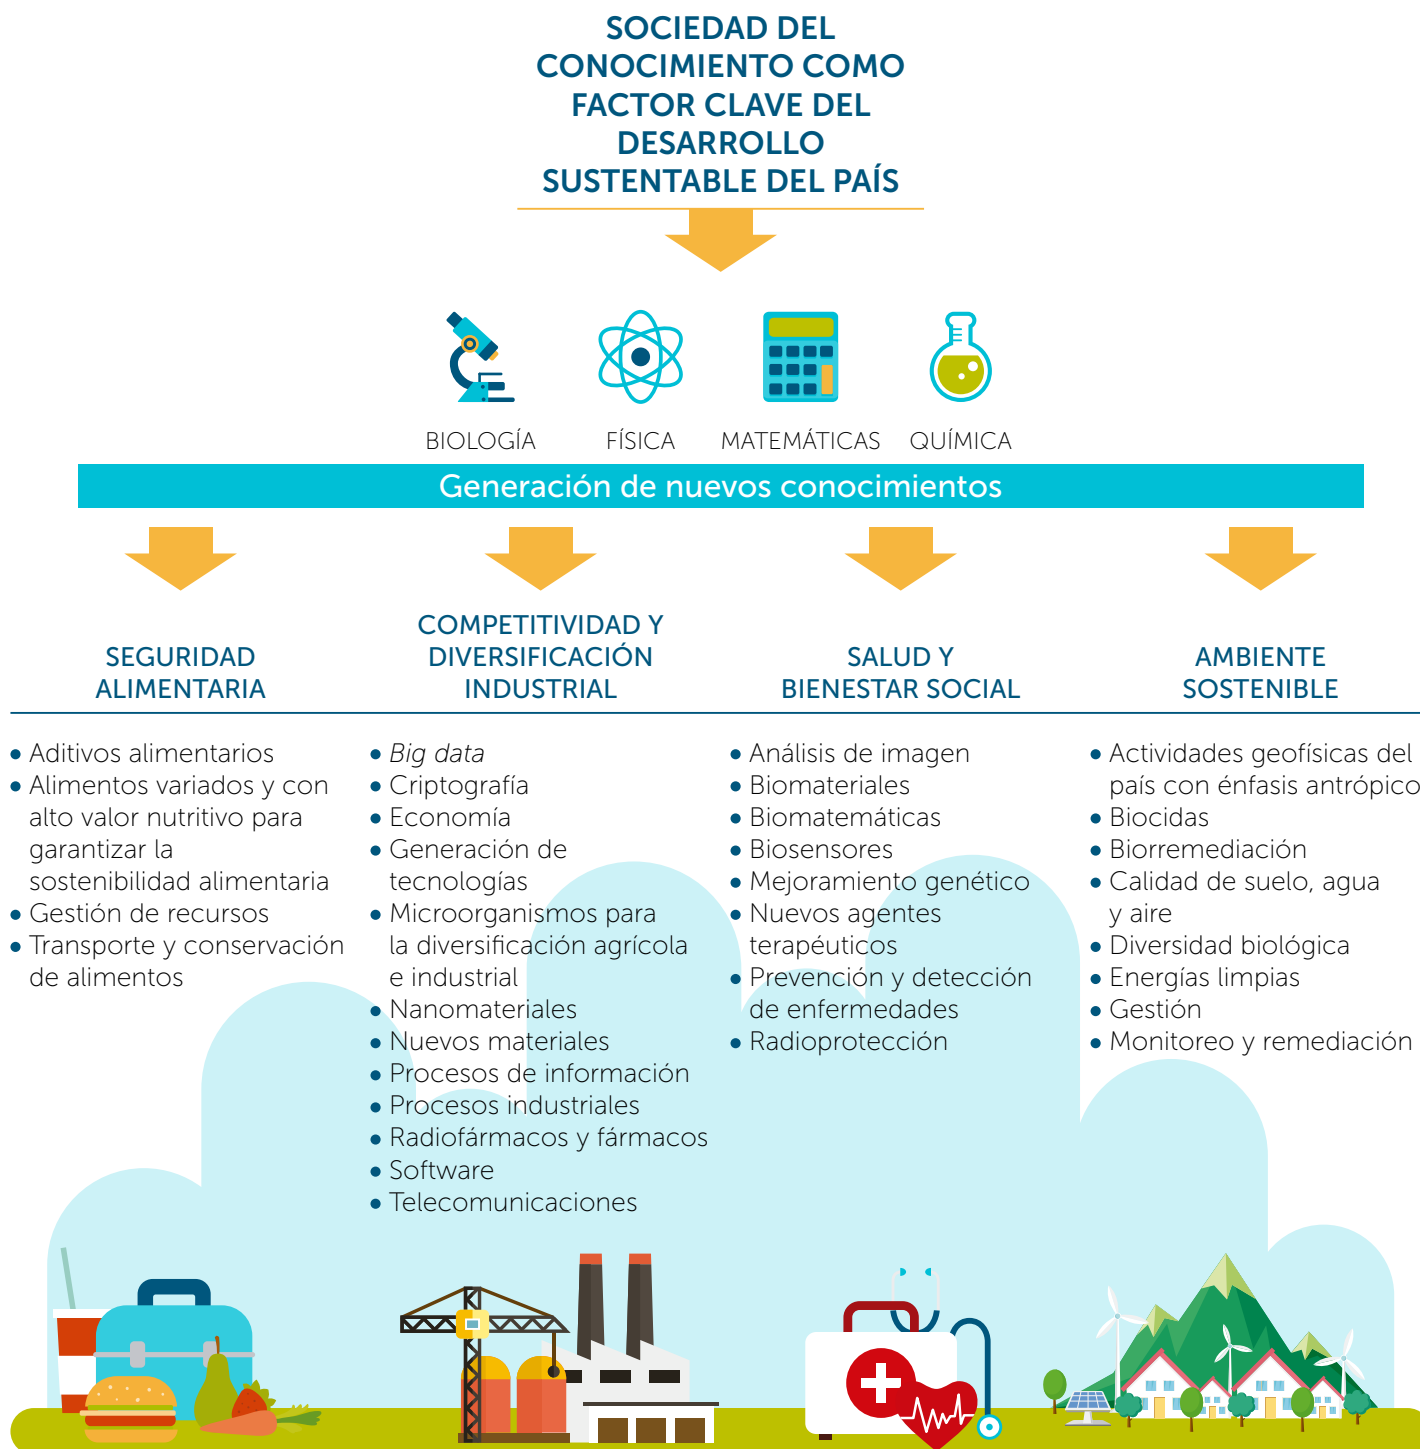 SOCIEDAD DEL
CONOCIMIENTO COMO
FACTOR CLAVE DEL
DESARROLLO
SUSTENTABLE DEL PAÍS
BIOLOGÍA
FÍSICA
MATEMÁTICAS
QUÍMICA
Generación de nuevos conocimientos
SEGURIDAD
ALIMENTARIA
• Aditivos alimentarios
• Alimentos variados y con
alto valor nutritivo para
garantizar la
sostenibilidad alimentaria
• Gestión de recursos
• Transporte y conservación
de alimentos
COMPETITIVIDAD Y
DIVERSIFICACIÓN
INDUSTRIAL
• Big data
• Criptografía
• Economía
• Generación de
tecnologías
• Microorganismos para
la diversificación agrícola
e industrial
• Nanomateriales
• Nuevos materiales
• Procesos de información
• Procesos industriales
• Radiofármacos y fármacos
• Software
• Telecomunicaciones
SALUD Y
BIENESTAR SOCIAL
• Análisis de imagen
• Biomateriales
• Biomatemáticas
• Biosensores
• Mejoramiento genético
• Nuevos agentes
terapéuticos
• Prevención y detección
de enfermedades
• Radioprotección
AMBIENTE
SOSTENIBLE
• Actividades geofísicas del
país con énfasis antrópico
• Biocidas
• Biorremediación
• Calidad de suelo, agua
y aire
• Diversidad biológica
• Energías limpias
• Gestión
• Monitoreo y remediación